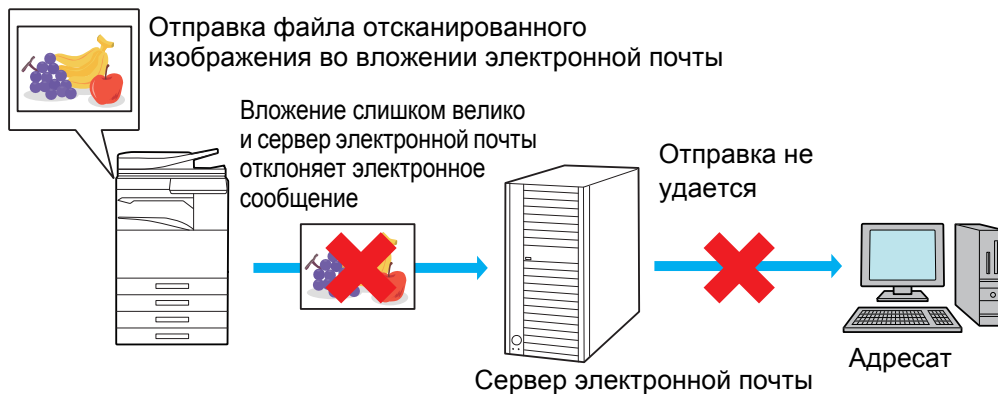 Отправка файла отсканированного
изображения во вложении электронной почты
Вложение слишком велико
и сервер электронной почты
отклоняет электронное
сообщение
Отправка не
удается
Адресат
Сервер электронной почты